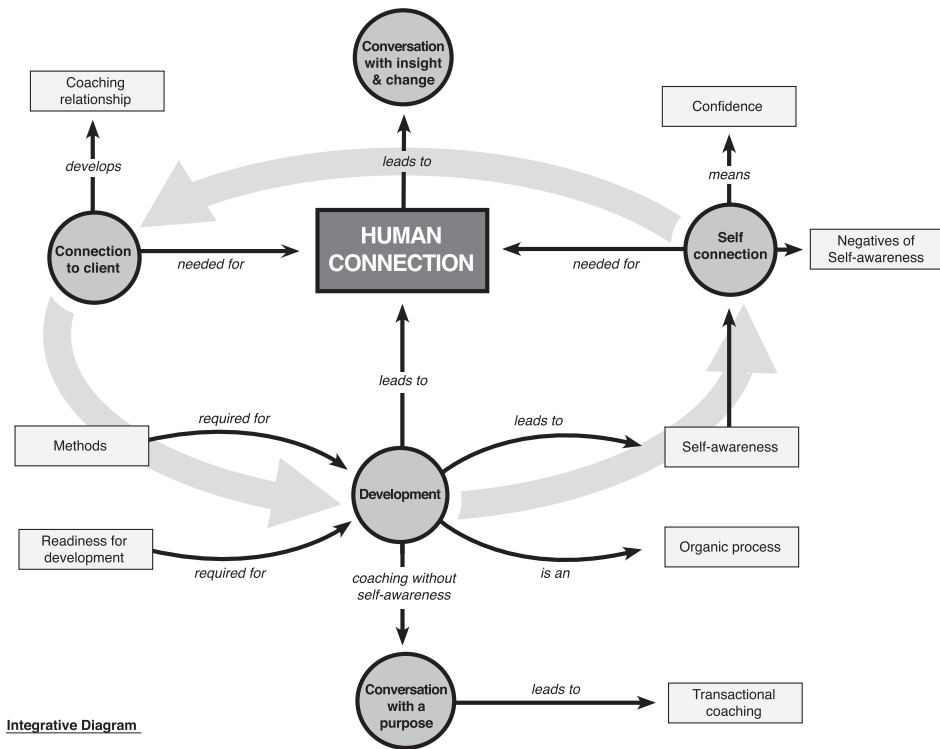 Conversation
with insight
& change
Coaching
relationship
Confidence
develops
leads to
means
HUMAN
CONNECTION
Connection
to client
needed for
needed for
Self
connection
Negatives of
Self-awareness
leads to
required for
leads to
Methods
Self-awareness
Development
Readiness for
development
required for
Organic process
is an
coaching without
self-awareness
Conversation
with a
purpose
leads to
Transactional
coaching
Integrative Diagram